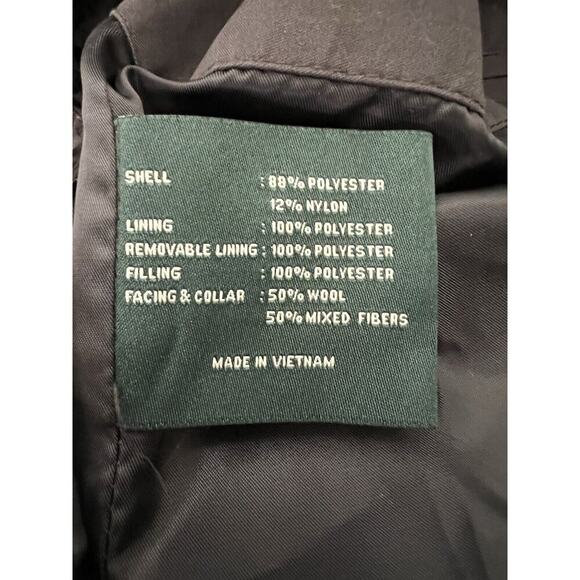 SHELL : 88% POLYESTER
12% NYLON
LINING : 100% POLYESTER
REMOVABLE LINING : 100% POLYESTER
FILLING : 100% POLYESTER
FACING & COLLAR : 50% WOOL
50% MIXED FIBERS
MADE IN VIETNAM